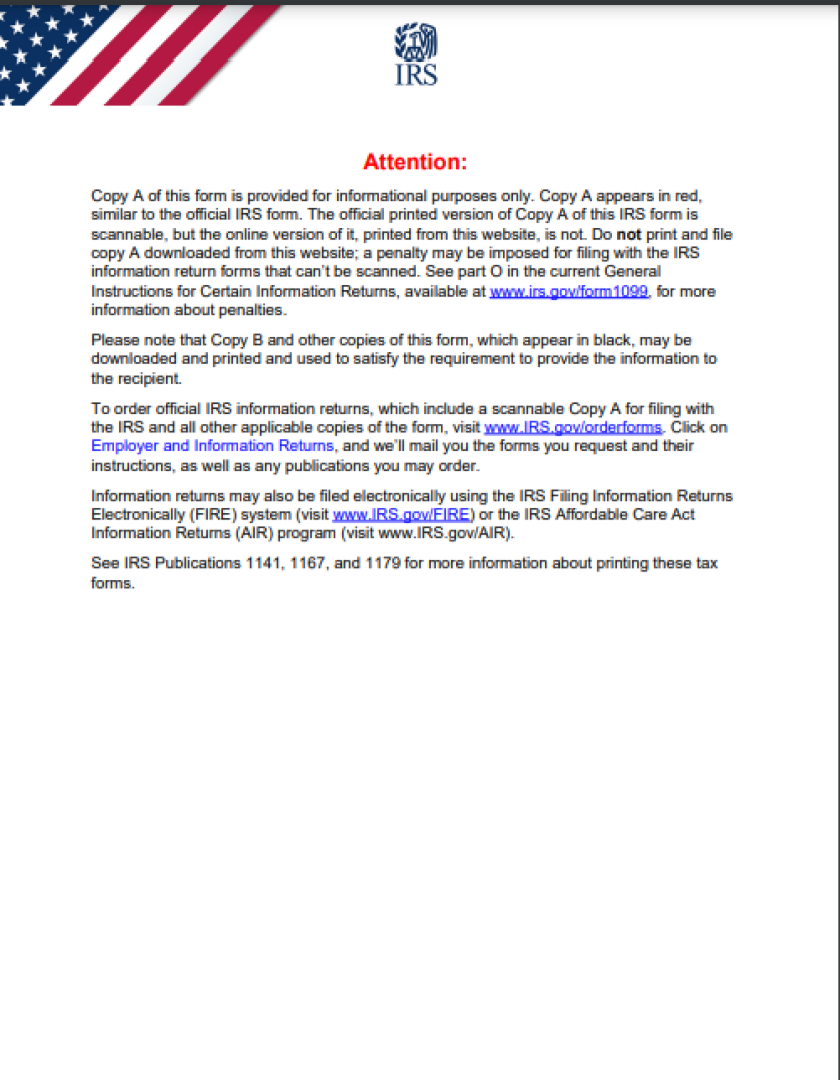 IRS
Attention:
Copy A of this form is provided for informational purposes only. Copy A appears in red,
similar to the official IRS form. The official printed version of Copy A of this IRS form is
scannable, but the online version of it, printed from this website, is not. Do not print and file
copy A downloaded from this website; a penalty may be imposed for filing with the IRS
information return forms that can’t be scanned. See part O in the current General
Instructions for Certain Information Returns, available at www.irs.gov/form1099, for more
information about penalties.
Please note that Copy B and other copies of this form, which appear in black, may be
downloaded and printed and used to satisfy the requirement to provide the information to
the recipient.
To order official IRS information returns, which include a scannable Copy A for filing with
the IRS and all other applicable copies of the form, visit www.IRS.gov/orderforms. Click on
Employer and Information Returns, and we’ll mail you the forms you request and their
instructions, as well as any publications you may order.
Information returns may also be filed electronically using the IRS Filing Information Returns
Electronically (FIRE) system (visit www.IRS.gov/FIRE) or the IRS Affordable Care Act
Information Returns (AIR) program (visit www.IRS.gov/AIR).
See IRS Publications 1141, 1167, and 1179 for more information about printing these tax
forms.